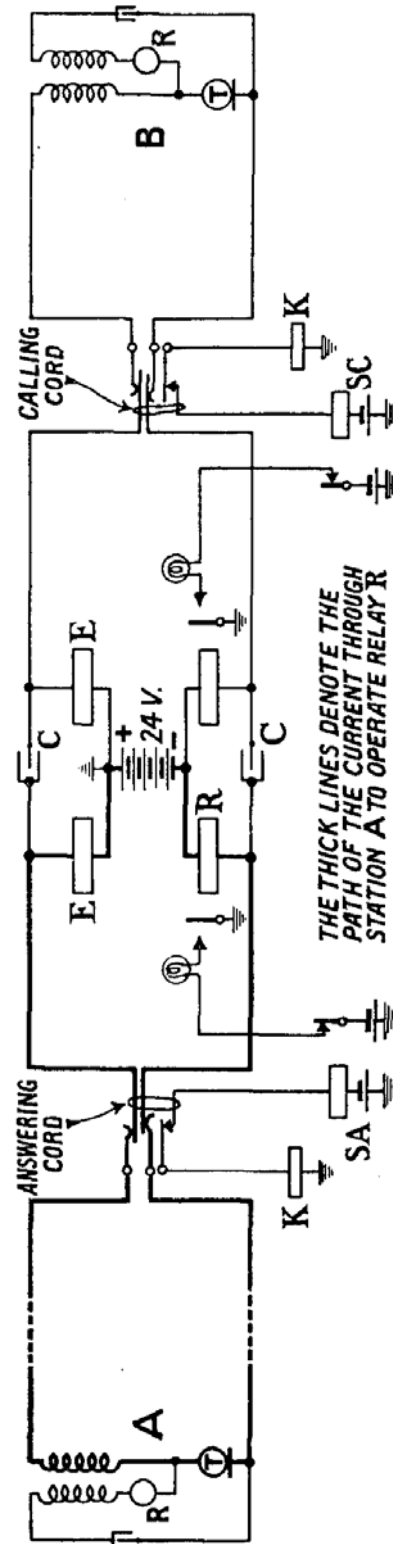 A
R
T
ANSWERING
CORD
K
SA
E
E
C
+
24 V.
-
R
C
THE THICK LINES DENOTE THE
PATH OF THE CURRENT THROUGH
STATION A TO OPERATE RELAY R
CALLING
CORD
SC
K
B
R
T